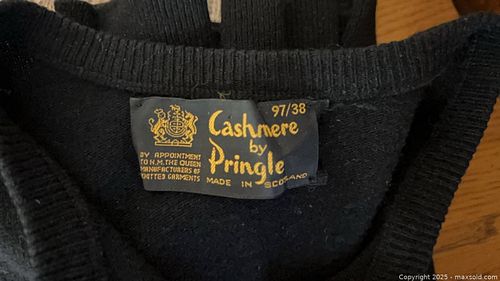 97/38
Cashmere
by
Pringle
MADE IN SCOTLAND
BY APPOINTMENT
TO H.M. THE QUEEN
MANUFACTURERS OF
KNITTED GARMENTS
Copyright © 2025 - maxsold.com